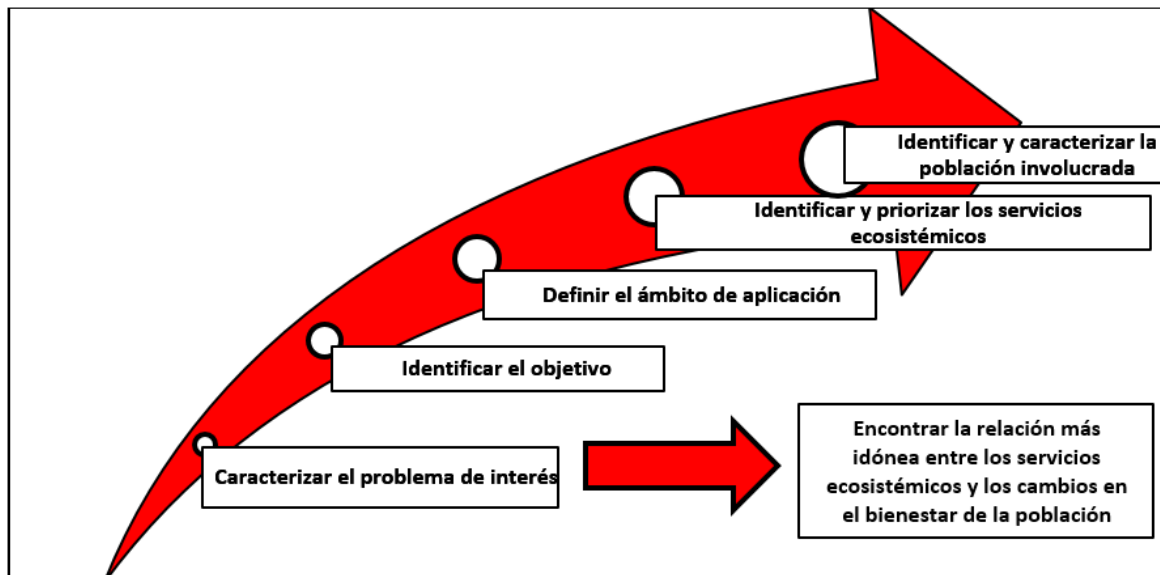 Identificar y caracterizar la
población involucrada
Identificar y priorizar los servicios
ecosistémicos
Definir el ámbito de aplicación
Identificar el objetivo
Caracterizar el problema de interés
Encontrar la relación más
idónea entre los servicios
ecosistémicos y los cambios en
el bienestar de la población